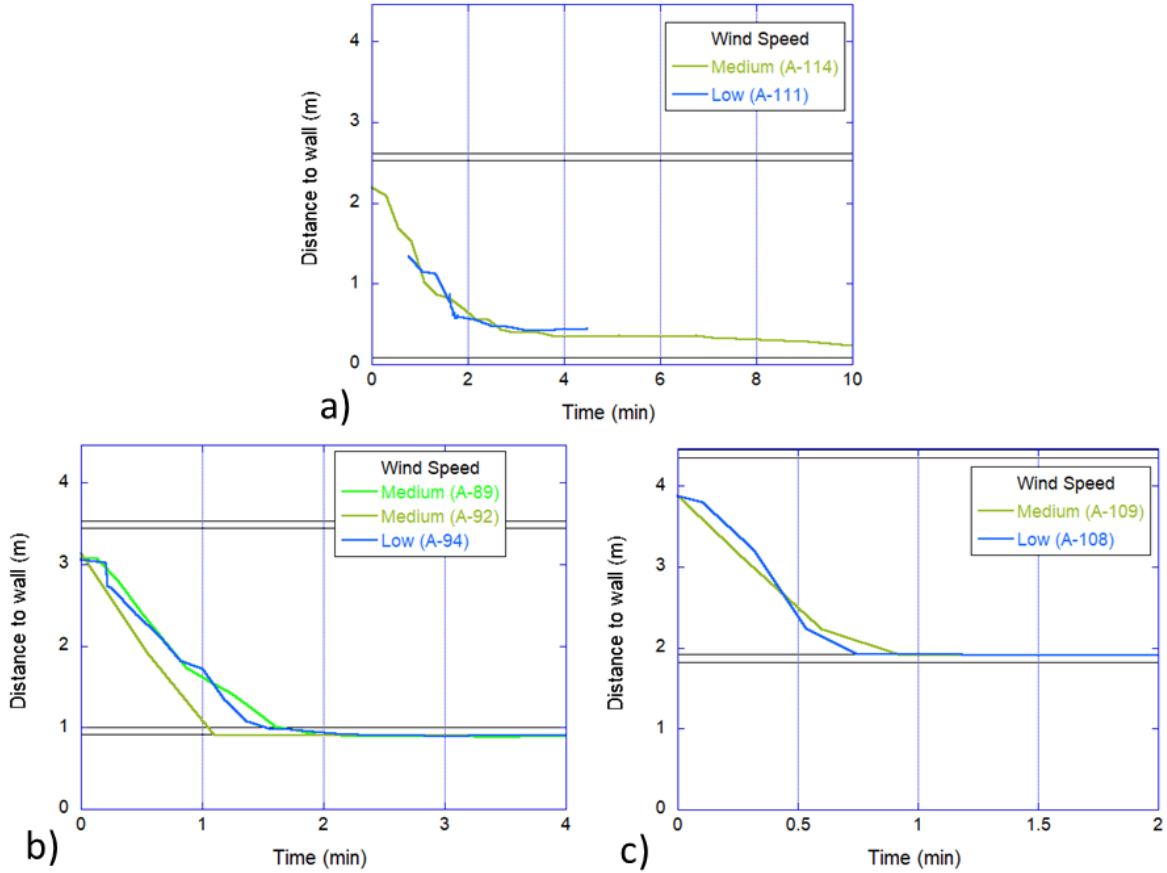 4
3
2
1
0
Distance to wall (m)
Wind Speed
Medium (A-114)
Low (A-111)
0
2
4
6
8
10
Time (min)
a)
4
3
2
1
0
Distance to wall (m)
Wind Speed
Medium (A-89)
Medium (A-92)
Low (A-94)
0
1
2
3
4
Time (min)
b)
4
3
2
1
0
Distance to wall (m)
Wind Speed
Medium (A-109)
Low (A-108)
0
0.5
1
1.5
2
Time (min)
c)